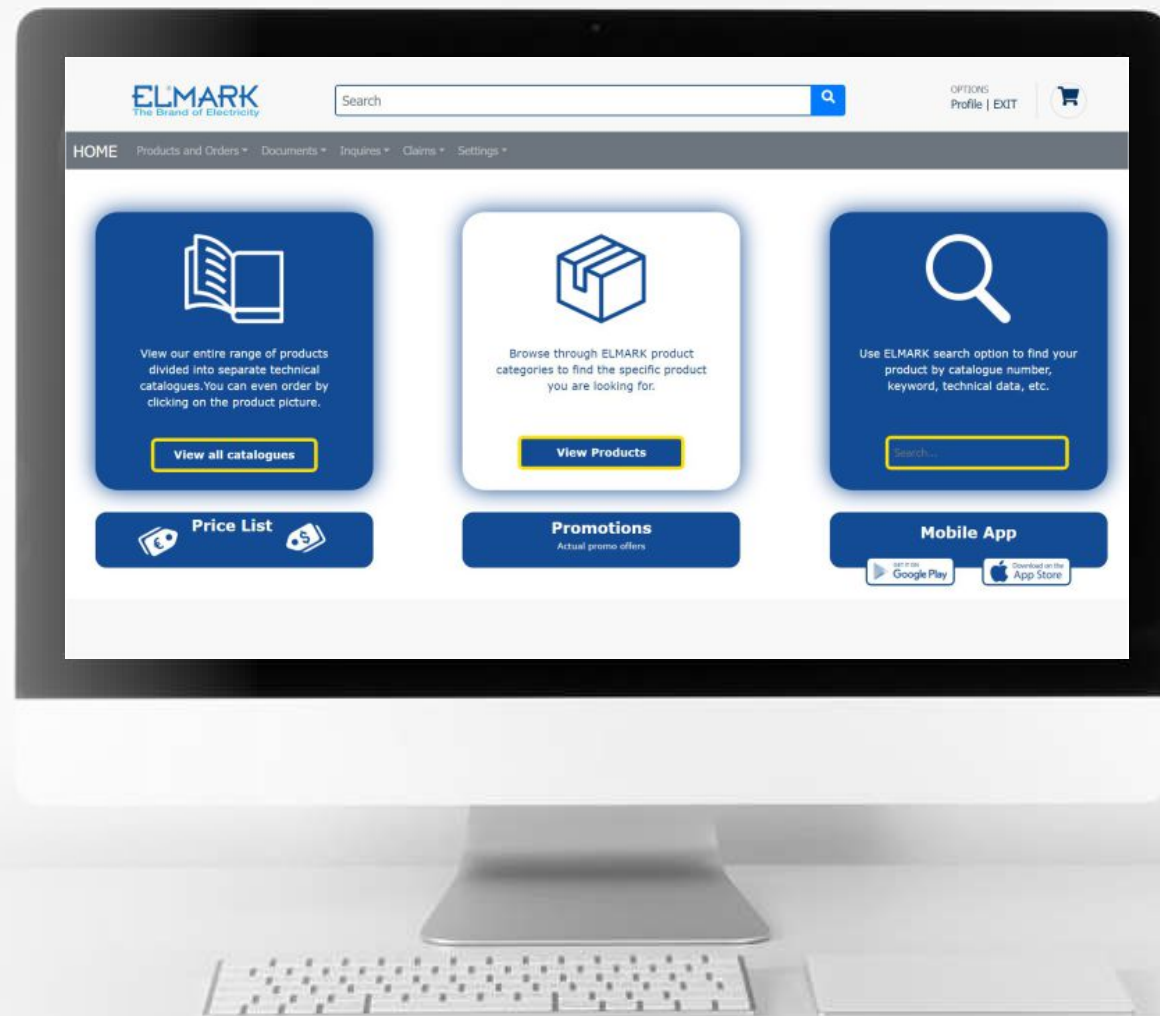 ELMARK
The Brand of Electricity
Search
OPTIONS
Profile | EXIT
HOME Products and Orders Documents Inquires Claims Settings
View our entire range of products
divided into separate technical
catalogues.You can even order by
clicking on the product picture.
View all catalogues
Browse through ELMARK product
categories to find the specific product
you are looking for.
View Products
Use ELMARK search option to find your
product by catalogue number,
keyword, technical data, etc.
Search...
Price List
€
$
Promotions
Actual promo offers
Mobile App
GET IT ON
Google Play
Download on the
App Store